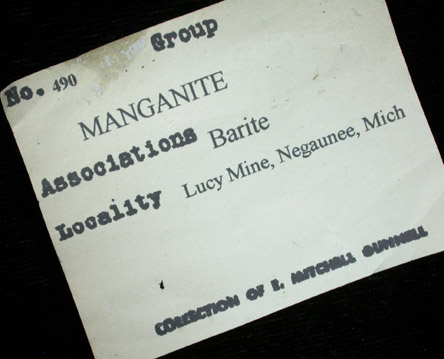 No. 490 Group
MANGANITE
Associations Barite
Locality Lucy Mine, Negaunee, Mich
COLLECTION OF E. MITCHELL GUNNELL